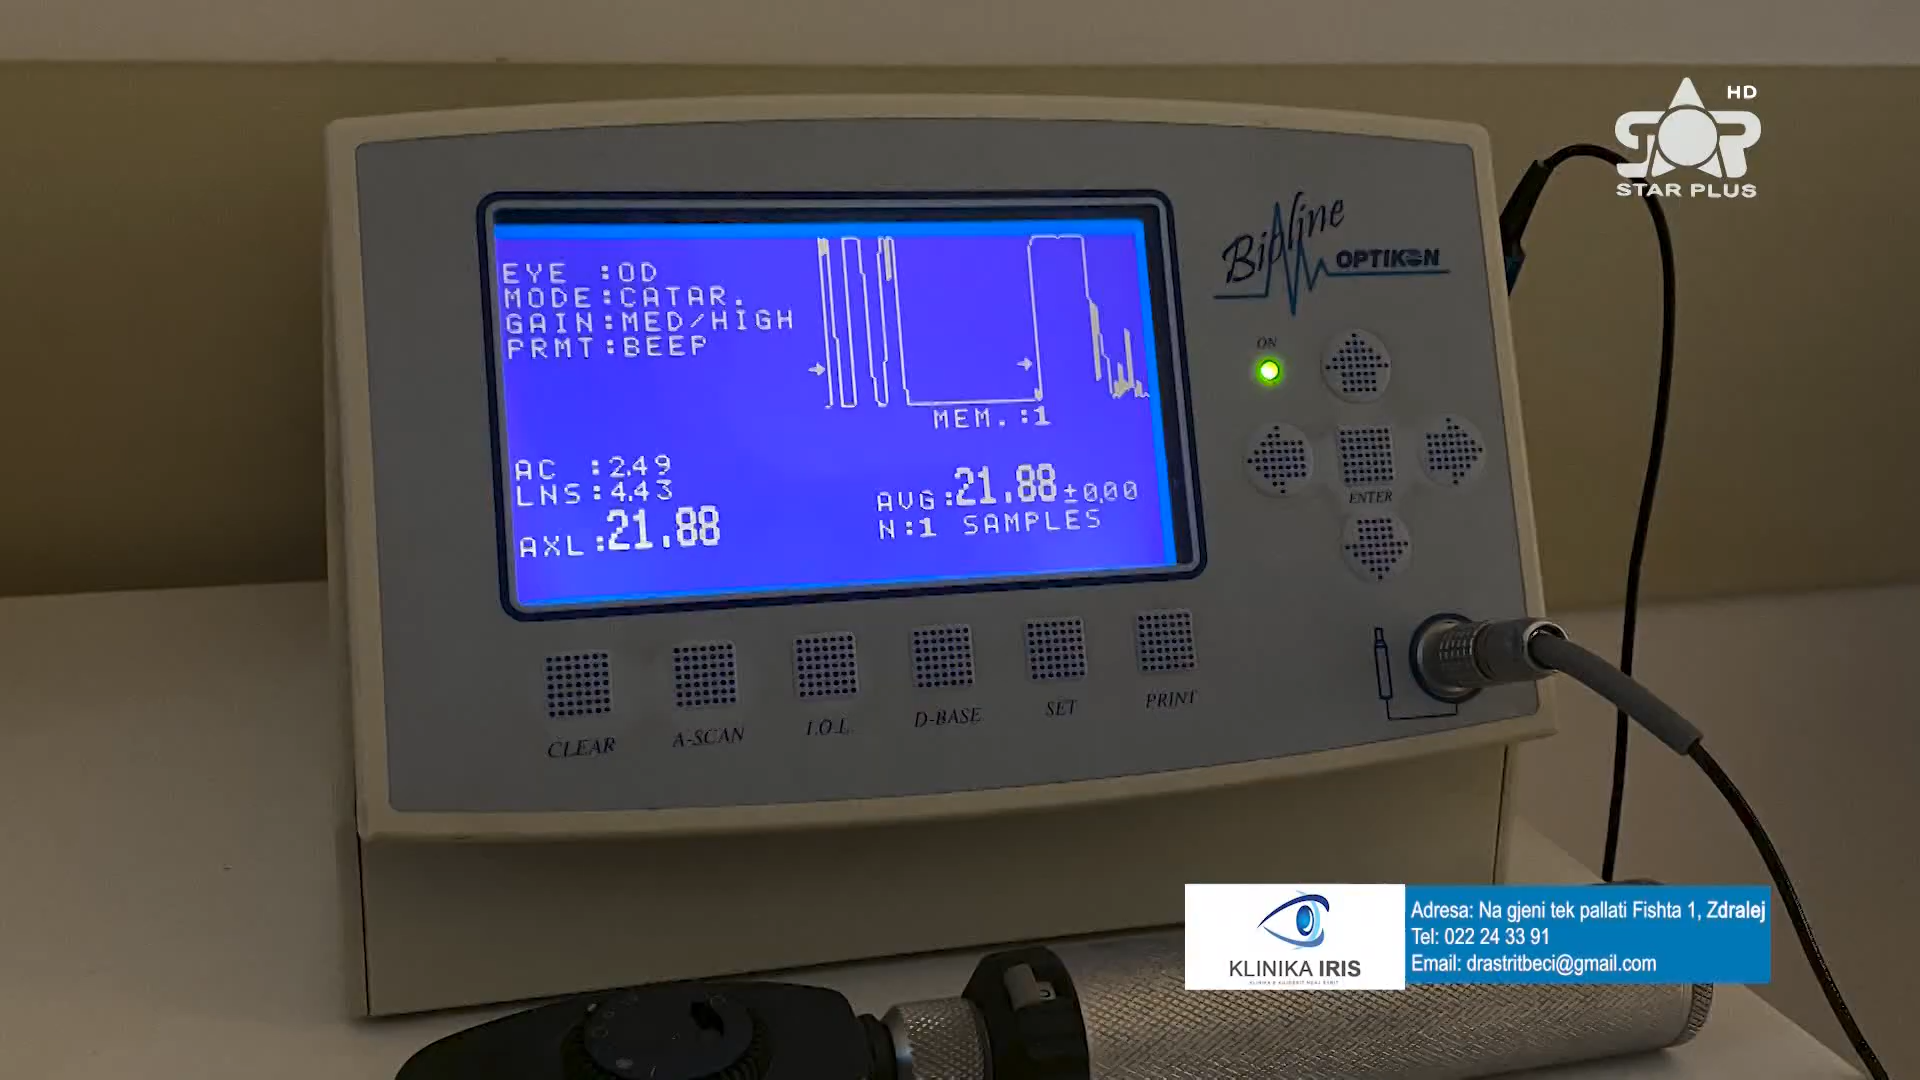 HD
STAR
STAR PLUS
Bioline
OPTIKON
EYE :OD
MODE:CATAR.
GAIN:MED/HIGH
PRMT:BEEP
MEM.:1
AC :2.49
LNS:4.43
AXL:21.88
AVG:21.88±0.00
N:1 SAMPLES
ON
ENTER
CLEAR
A-SCAN
I.O.L.
D-BASE
SET
PRINT
KLINIKA IRIS
Adresa: Na gjeni tek pallati Fishta 1, Zdralej
Tel: 022 24 33 91
Email: drastritbeci@gmail.com